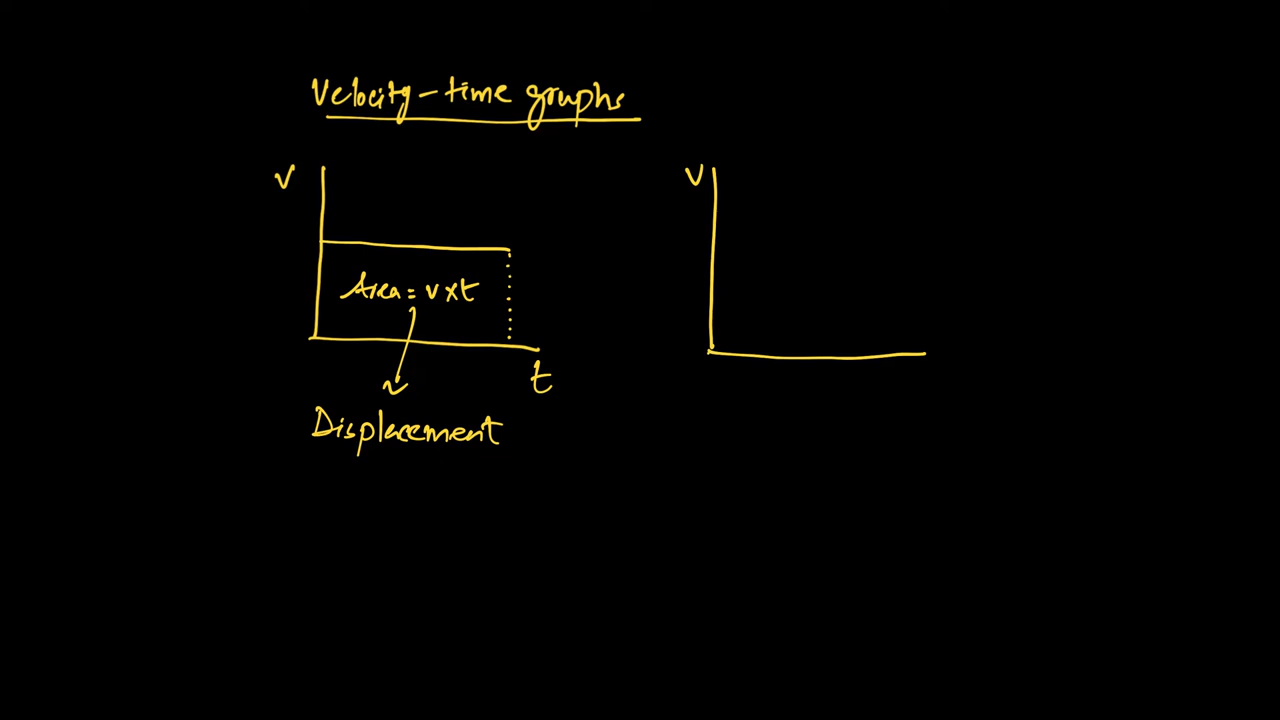 Velocity-time graphs
v
v
Area = v x t
t
Displacement